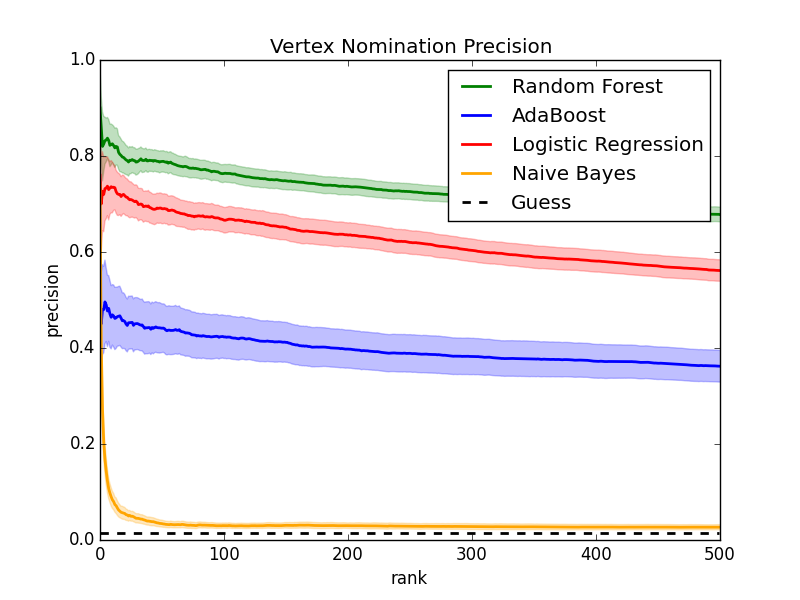 Vertex Nomination Precision
1.0
0.8
0.6
0.4
0.2
0.0
precision
Random Forest
AdaBoost
Logistic Regression
Naive Bayes
Guess
0 100 200 300 400 500
rank